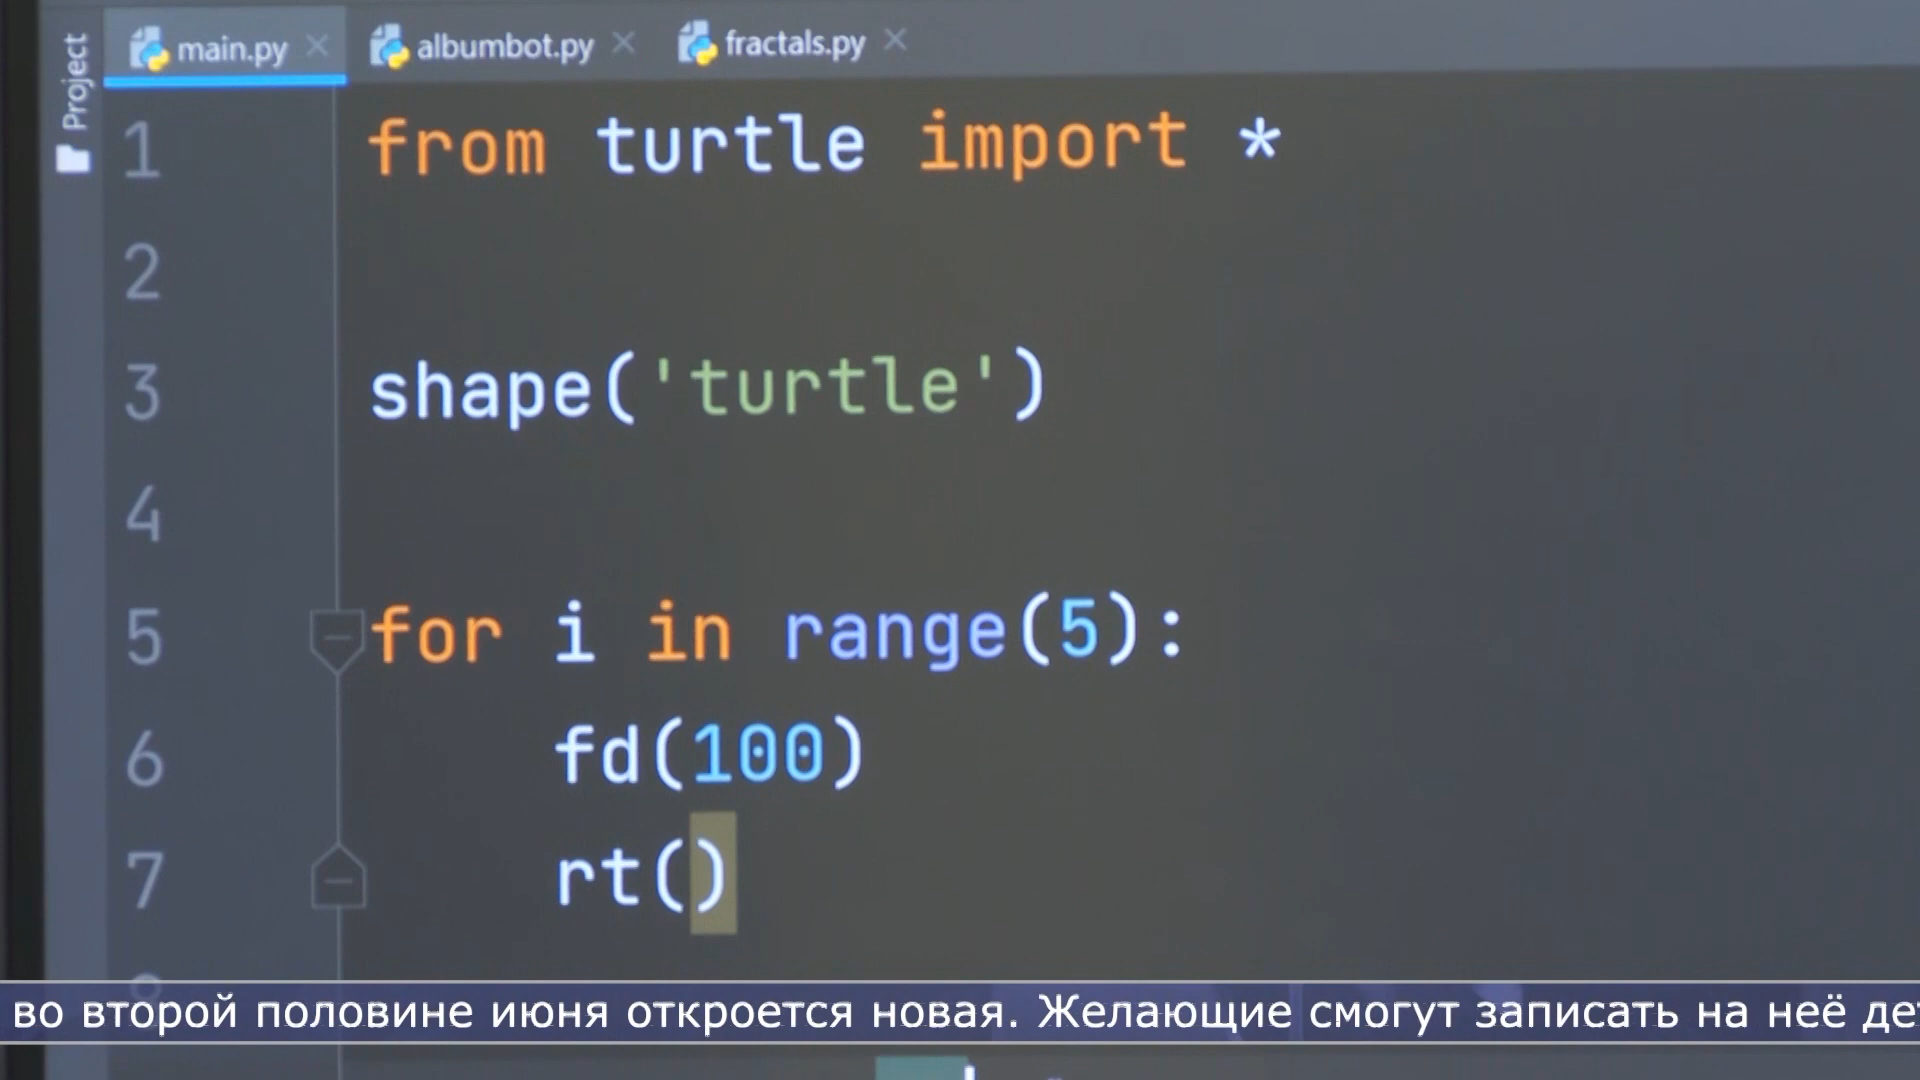 main.py albumbot.py fractals.py
Project
1 from turtle import *
2
3 shape('turtle')
4
5 for i in range(5):
6 fd(100)
7 rt()
во второй половине июня откроется новая. Желающие смогут записать на неё